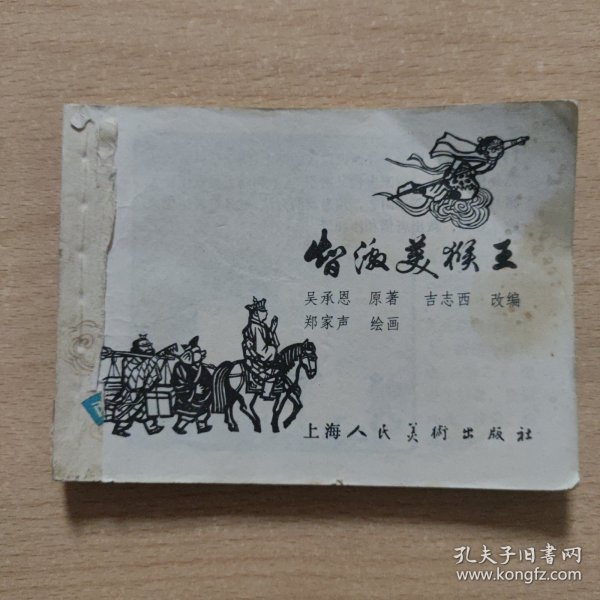 智激美猴王
吴承恩 原著 吉志西 改编
郑家声 绘画
上海人民美術出版社
孔夫子旧书网
www.kongfz.com